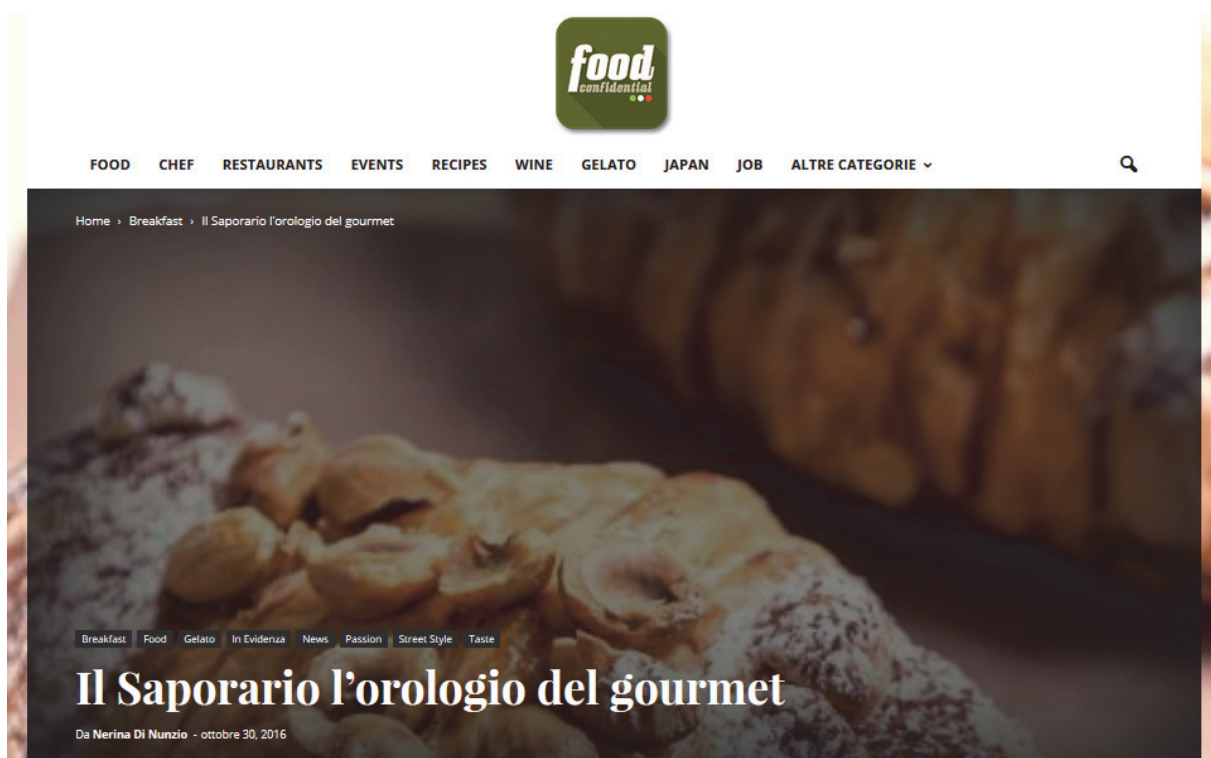 food
confidential
FOOD CHEF RESTAURANTS EVENTS RECIPES WINE GELATO JAPAN JOB ALTRE CATEGORIE
Home › Breakfast › Il Saporario l'orologio del gourmet
Breakfast Food Gelato In Evidenza News Passion Street Style Taste
Il Saporario l’orologio del gourmet
Da Nerina Di Nunzio - ottobre 30, 2016